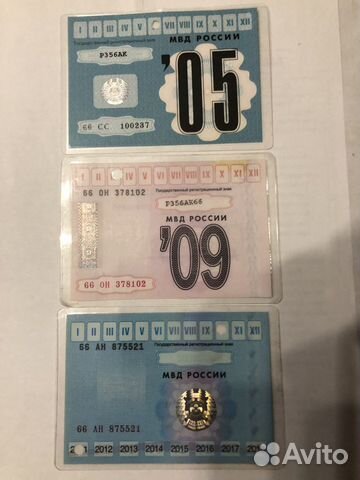 I II III IV V VII VIII IX X XI XII
Государственный регистрационный знак
МВД РОССИИ
Р356АК
'05
66 СС 100237
I III IV V VI VII VIII IX X XI XII
66 ОН 378102
Государственный регистрационный знак
Р356АК66
МВД РОССИИ
'09
66 ОН 378102
I II III IV V VI VII VIII IX XI XII
66 АН 875521
Государственный регистрационный знак
МВД РОССИИ
66 АН 875521
2012 2013 2014 2015 2016 2017
Avito